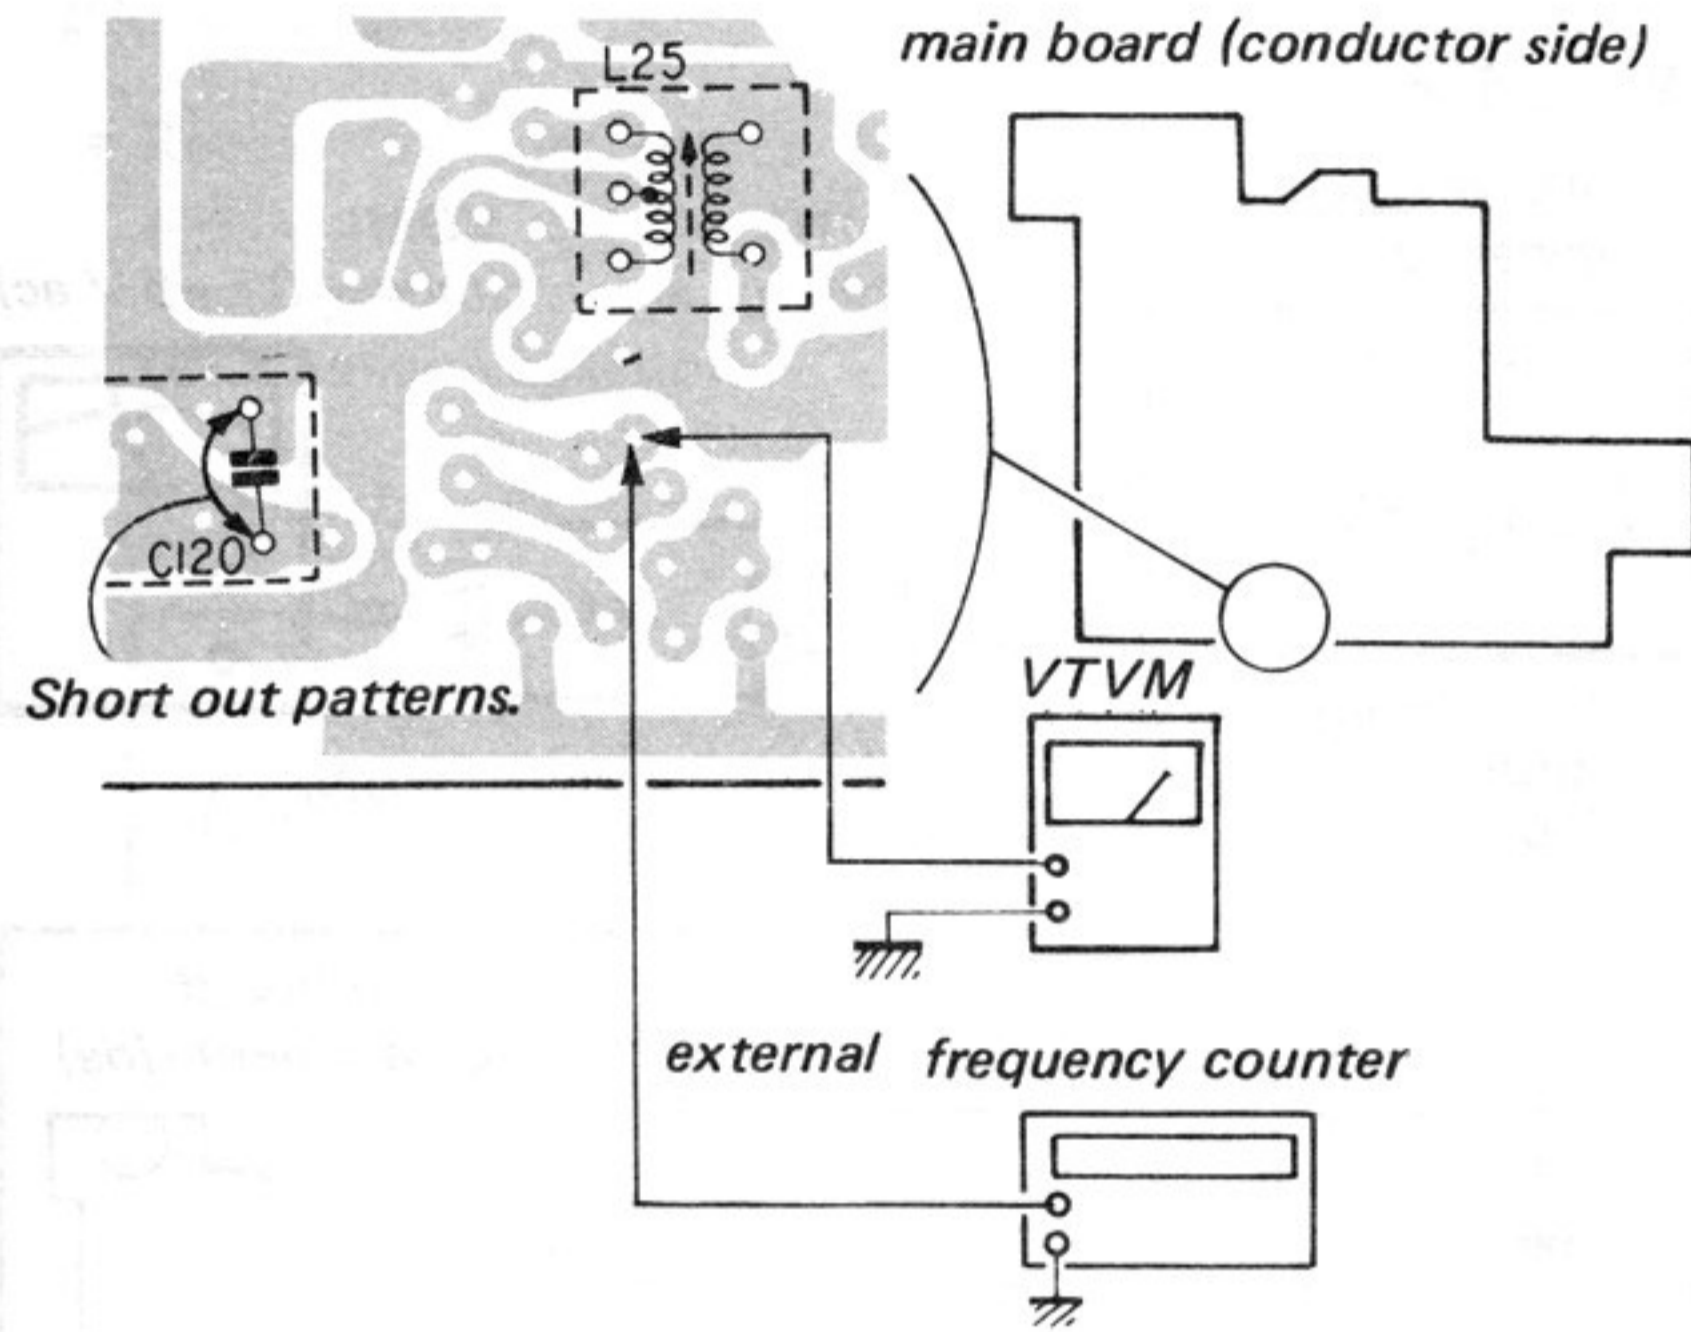 main board (conductor side)
L25
C120
Short out patterns.
VTVM
external frequency counter